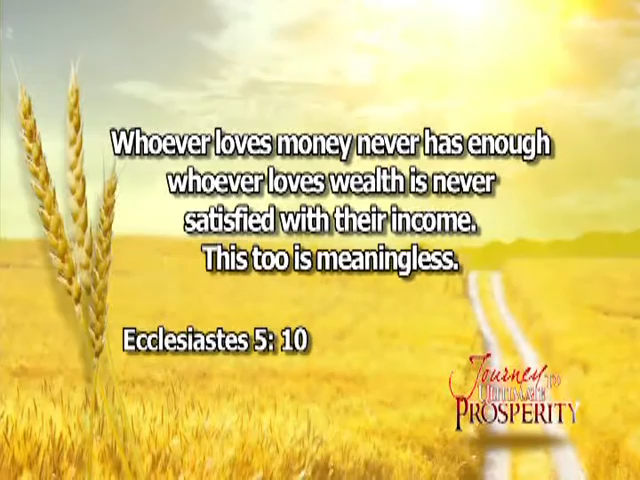 Whoever loves money never has enough
whoever loves wealth is never
satisfied with their income.
This too is meaningless.
Ecclesiastes 5: 10
Journey TO
ULTIMATE
PROSPERITY